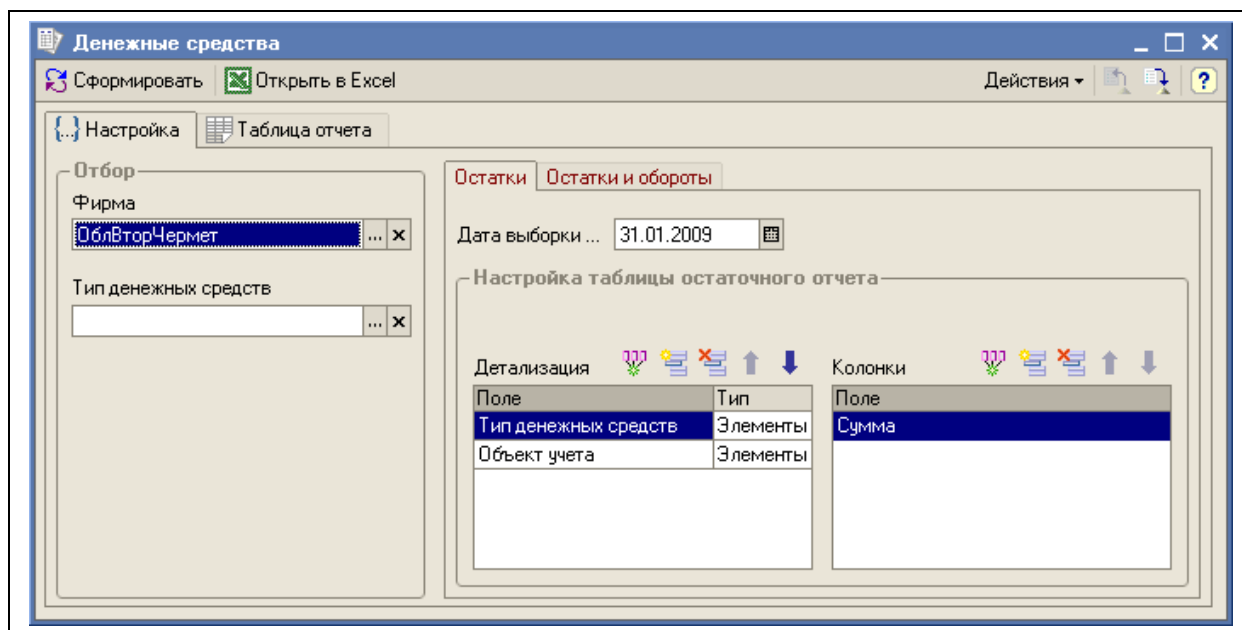 Денежные средства
Сформировать Открыть в Excel Действия ?
{...} Настройка Таблица отчета
Отбор
Фирма
ОблВторЧермет ... x
Тип денежных средств
... x
Остатки Остатки и обороты
Дата выборки ... 31.01.2009
Настройка таблицы остаточного отчета
Детализация Колонки
Поле Тип Поле
Тип денежных средств Элементы Сумма
Объект учета Элементы